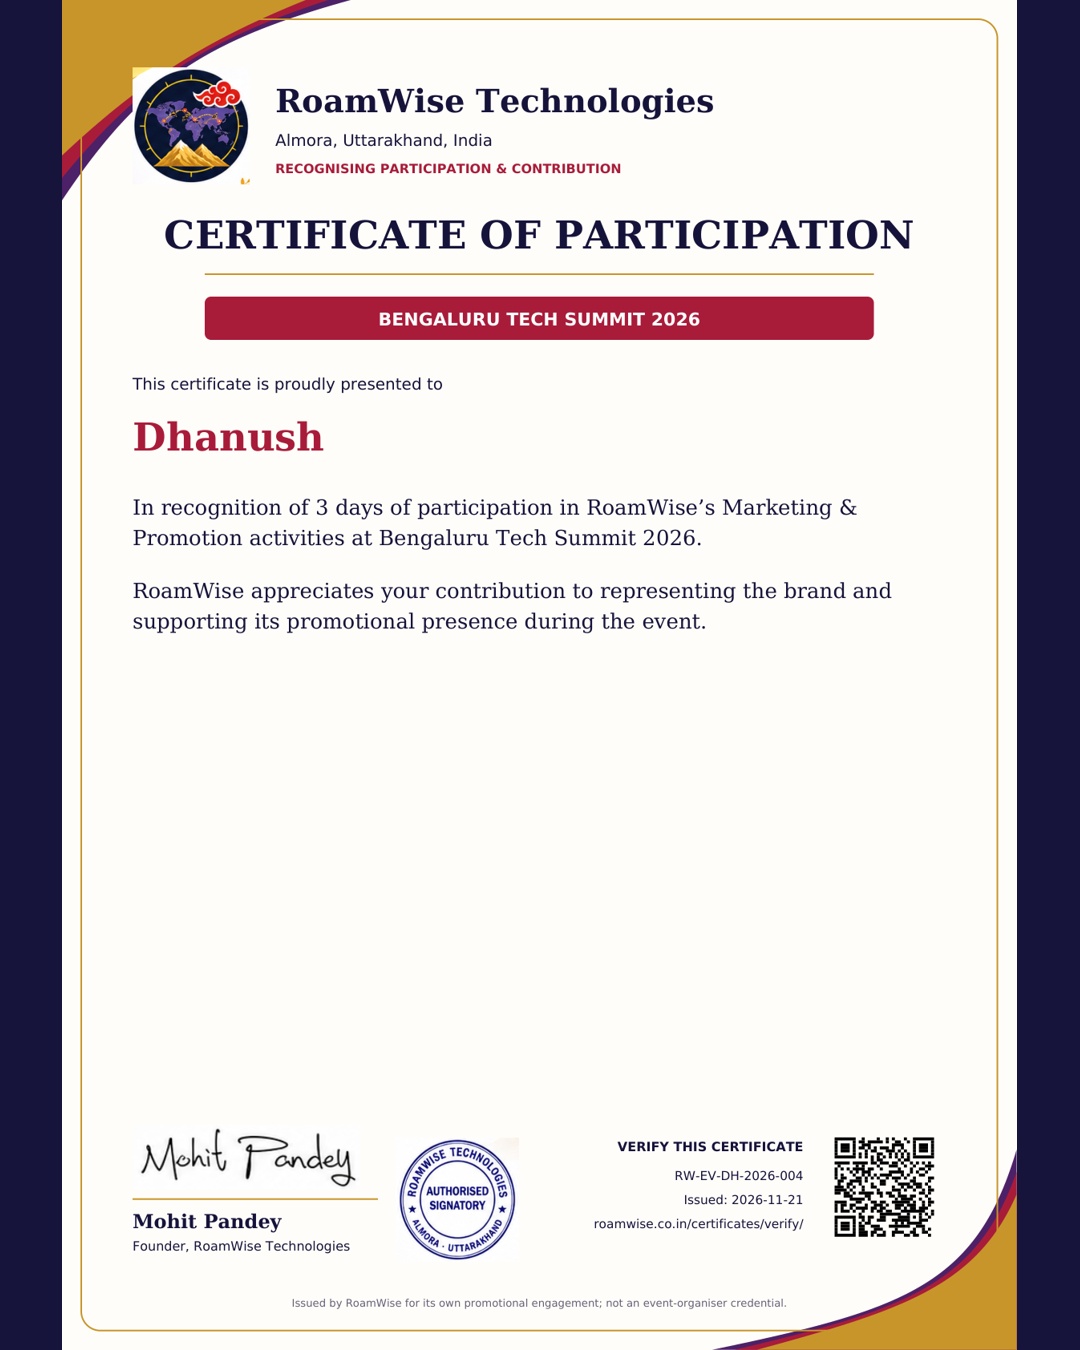 RoamWise Technologies
Almora, Uttarakhand, India
RECOGNISING PARTICIPATION & CONTRIBUTION
CERTIFICATE OF PARTICIPATION
BENGALURU TECH SUMMIT 2026
This certificate is proudly presented to
Dhanush
In recognition of 3 days of participation in RoamWise’s Marketing &
Promotion activities at Bengaluru Tech Summit 2026.
RoamWise appreciates your contribution to representing the brand and
supporting its promotional presence during the event.
Mohit Pandey
Mohit Pandey
Founder, RoamWise Technologies
ROAMWISE TECHNOLOGIES
AUTHORISED
SIGNATORY
ALMORA · UTTARAKHAND
VERIFY THIS CERTIFICATE
RW-EV-DH-2026-004
Issued: 2026-11-21
roamwise.co.in/certificates/verify/
Issued by RoamWise for its own promotional engagement; not an event-organiser credential.